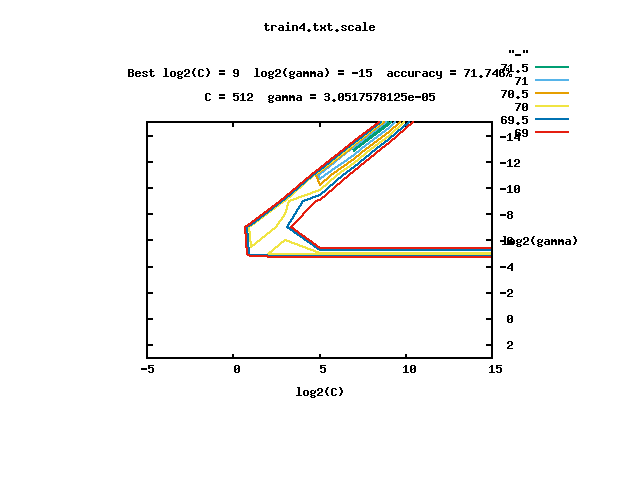 train4.txt.scale
"-"
Best log2(C) = 9 log2(gamma) = -15 accuracy = 71.746%
71.5
71
C = 512 gamma = 3.0517578125e-05
70.5
70
69.5
69
-14
-12
-10
-8
-6
log2(gamma)
-4
-2
0
2
-5 0 5 10 15
log2(C)